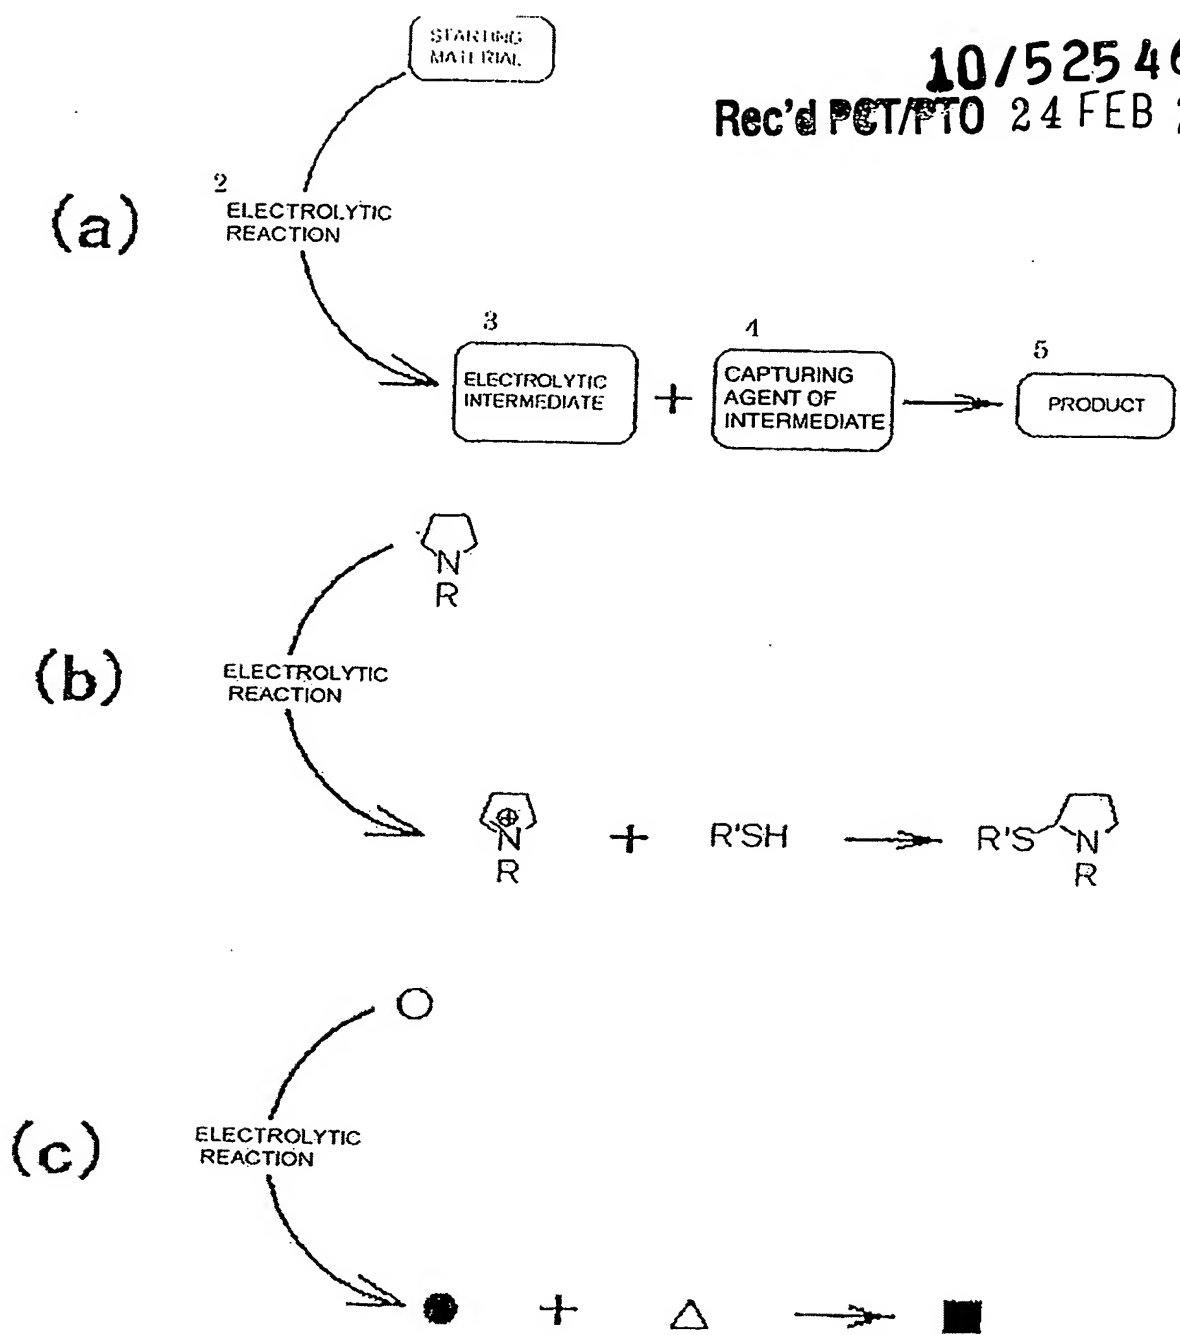 STARTING
MATERIAL
10/52546
Rec'd PCT/PTO 24 FEB
(a)
2
ELECTROLYTIC
REACTION
3
ELECTROLYTIC
INTERMEDIATE
+
4
CAPTURING
AGENT OF
INTERMEDIATE
5
PRODUCT
N
R
(b)
ELECTROLYTIC
REACTION
⊕
N
R
+
R'SH
R'S
N
R
(c)
ELECTROLYTIC
REACTION
+